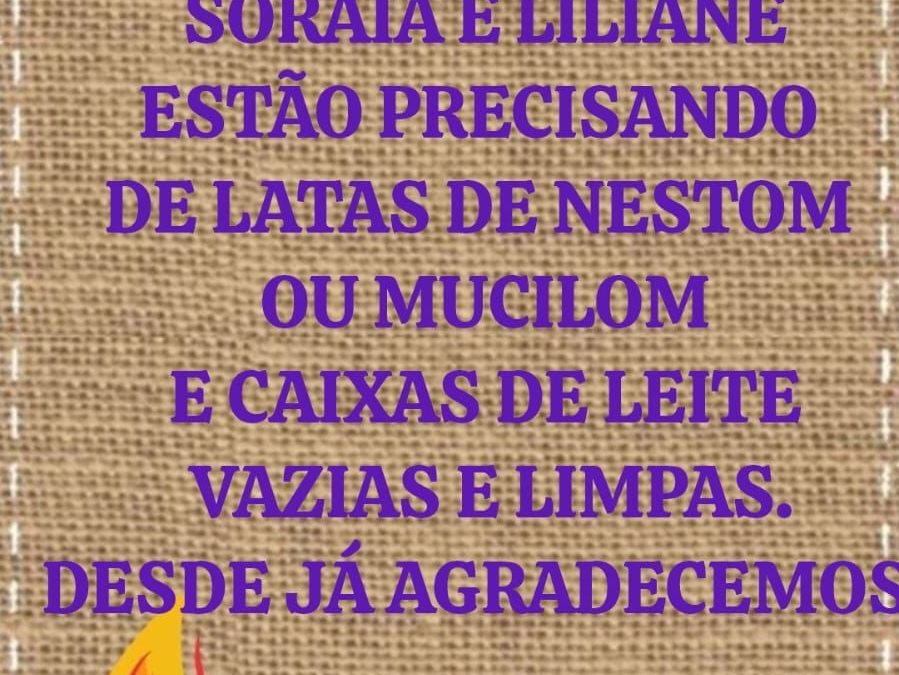 SORAIA E LILIANE
ESTÃO PRECISANDO
DE LATAS DE NESTOM
OU MUCILOM
E CAIXAS DE LEITE
VAZIAS E LIMPAS.
DESDE JÁ AGRADECEMOS